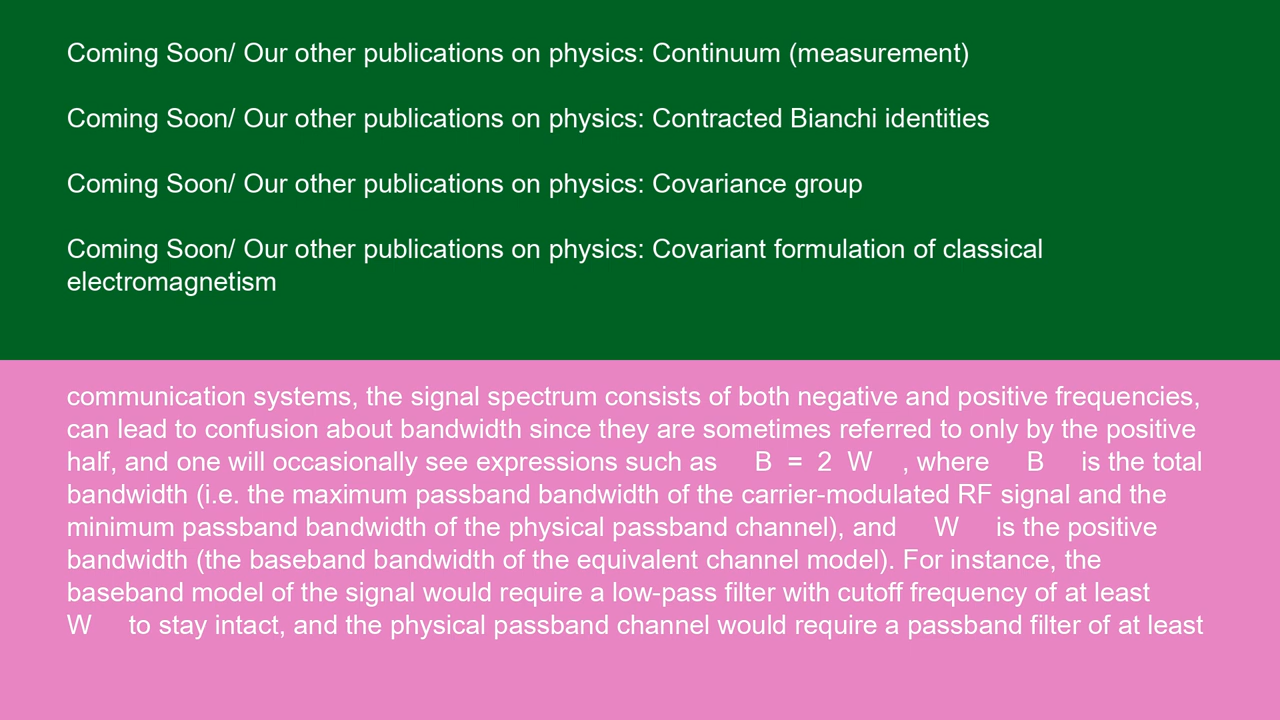 Coming Soon/ Our other publications on physics: Continuum (measurement)
Coming Soon/ Our other publications on physics: Contracted Bianchi identities
Coming Soon/ Our other publications on physics: Covariance group
Coming Soon/ Our other publications on physics: Covariant formulation of classical
electromagnetism
communication systems, the signal spectrum consists of both negative and positive frequencies,
can lead to confusion about bandwidth since they are sometimes referred to only by the positive
half, and one will occasionally see expressions such as B = 2 W , where B is the total
bandwidth (i.e. the maximum passband bandwidth of the carrier-modulated RF signal and the
minimum passband bandwidth of the physical passband channel), and W is the positive
bandwidth (the baseband bandwidth of the equivalent channel model). For instance, the
baseband model of the signal would require a low-pass filter with cutoff frequency of at least
W to stay intact, and the physical passband channel would require a passband filter of at least